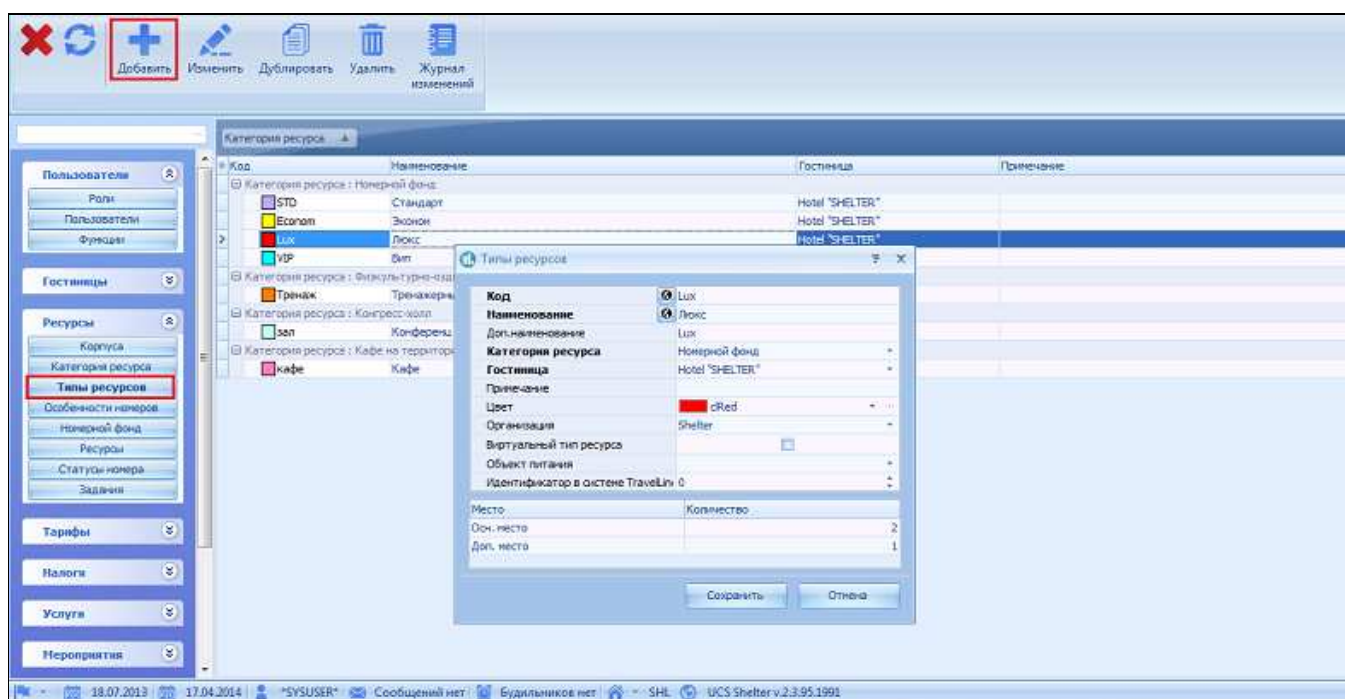 Добавить Изменить Дублировать Удалить Журнал изменений
Категория ресурса
Пользователи
Роли
Пользователи
Функции
Гостиницы
Ресурсы
Корпуса
Категория ресурса
Типы ресурсов
Особенности номеров
Номерной фонд
Ресурсы
Статусы номера
Задания
Тарифы
Налоги
Услуги
Мероприятия
Код Наименование Гостиница Примечание
Категория ресурса : Номерной фонд
STD Стандарт Hotel "SHELTER"
Econom Эконом Hotel "SHELTER"
Lux Люкс Hotel "SHELTER"
VIP Вип
Категория ресурса : Физкультурно-озд
Тренаж Тренажерн
Категория ресурса : Конгресс-холл
зал Конференц
Категория ресурса : Кафе на территор
кафе Кафе
Типы ресурсов
Код Lux
Наименование Люкс
Доп.наименование Lux
Категория ресурса Номерной фонд
Гостиница Hotel "SHELTER"
Примечание
Цвет clRed
Организация Shelter
Виртуальный тип ресурса
Объект питания
Идентификатор в системе TravelLine 0
Место Количество
Осн. место 2
Доп. место 1
Сохранить Отмена
18.07.2013 17.04.2014 *SYSUSER* Сообщений нет Будильников нет SHL UCS Shelter v.2.3.95.1991